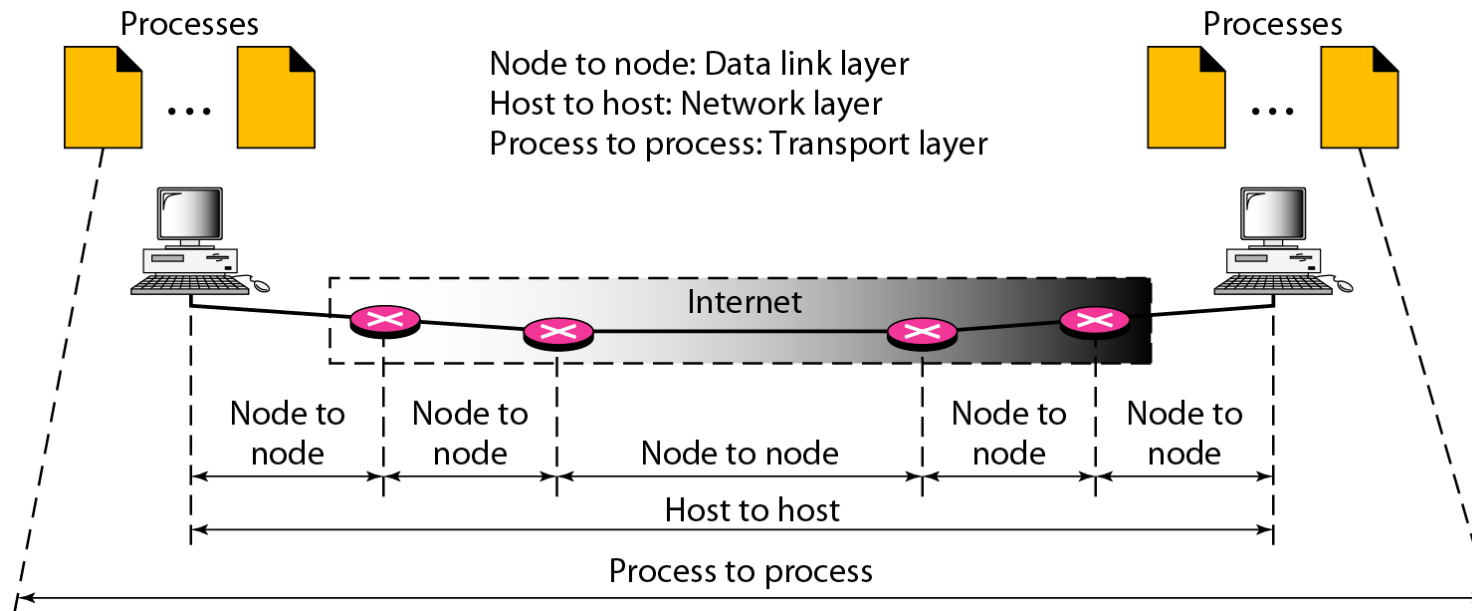 Processes
Processes
Node to node: Data link layer
Host to host: Network layer
Process to process: Transport layer
Internet
Node to
node
Node to
node
Node to node
Node to
node
Node to
node
Host to host
Process to process